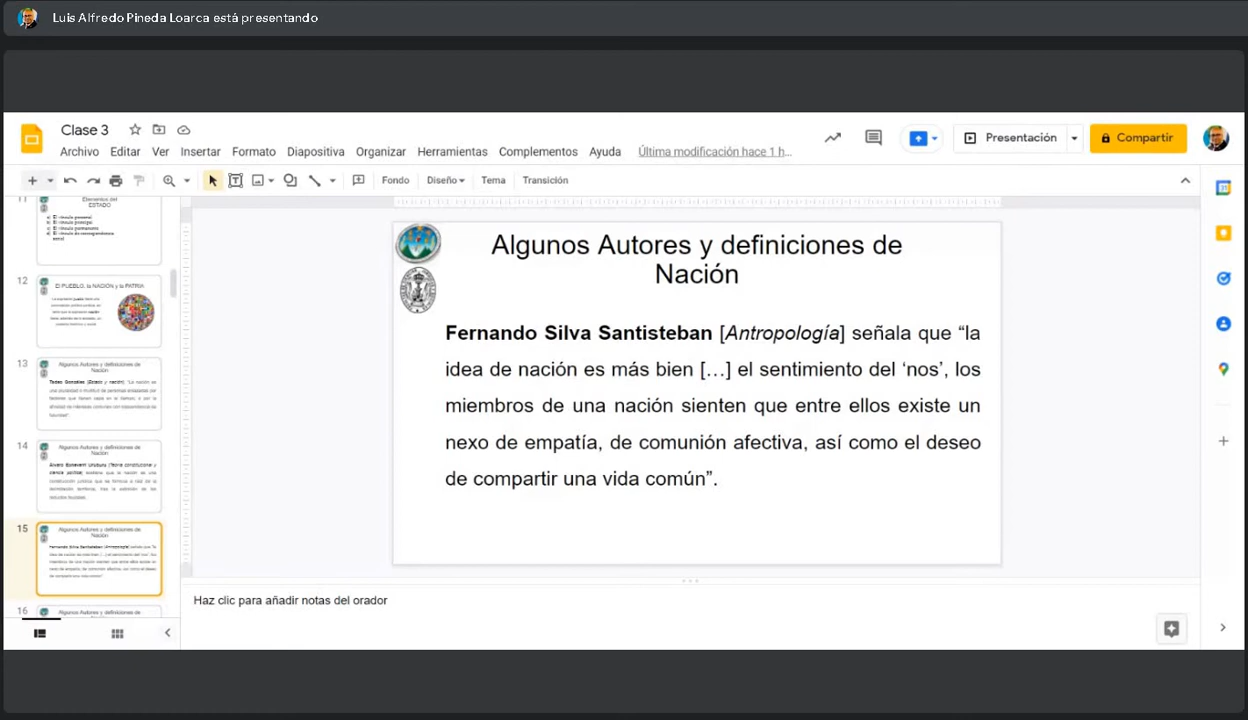 Luis Alfredo Pineda Loarca está presentando
Clase 3
Archivo Editar Ver Insertar Formato Diapositiva Organizar Herramientas Complementos Ayuda Última modificación hace 1 h...
Presentación
Compartir
Fondo Diseño Tema Transición
11
Elementos del
ESTADO
12
El PUEBLO, la NACIÓN y la PATRIA
13
Algunos Autores y definiciones de
Nación
14
Algunos Autores y definiciones de
Nación
15
Algunos Autores y definiciones de
Nación
16
Algunos Autores y definiciones de
Algunos Autores y definiciones de
Nación
Fernando Silva Santisteban [Antropología] señala que “la
idea de nación es más bien […] el sentimiento del ‘nos’, los
miembros de una nación sienten que entre ellos existe un
nexo de empatía, de comunión afectiva, así como el deseo
de compartir una vida común”.
Haz clic para añadir notas del orador